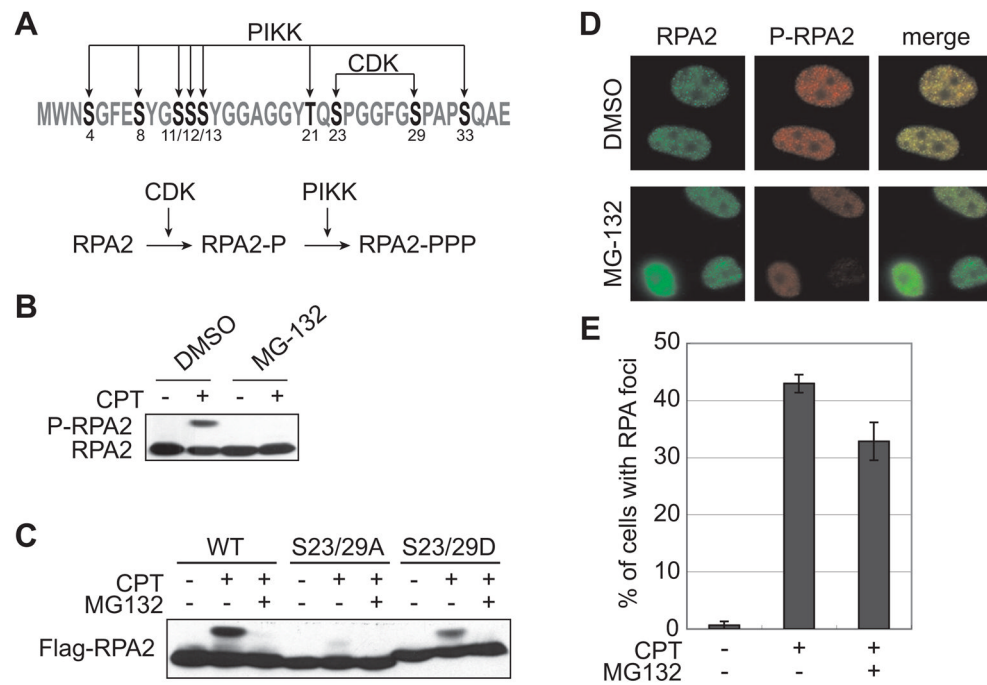 A
PIKK
CDK
MWNSGFESYGSSSYGGAGGYTQSPGGFGSPAPSQAE
4 8 11/12/13 21 23 29 33
CDK PIKK
RPA2 RPA2-P RPA2-PPP
B
DMSO MG-132
CPT - + - +
P-RPA2
RPA2
C
WT S23/29A S23/29D
CPT - + + - + + - + +
MG132 - - + - - + - - +
Flag-RPA2
D
RPA2 P-RPA2 merge
DMSO
MG-132
E
% of cells with RPA foci
50
40
30
20
10
0
CPT - + +
MG132 - - +